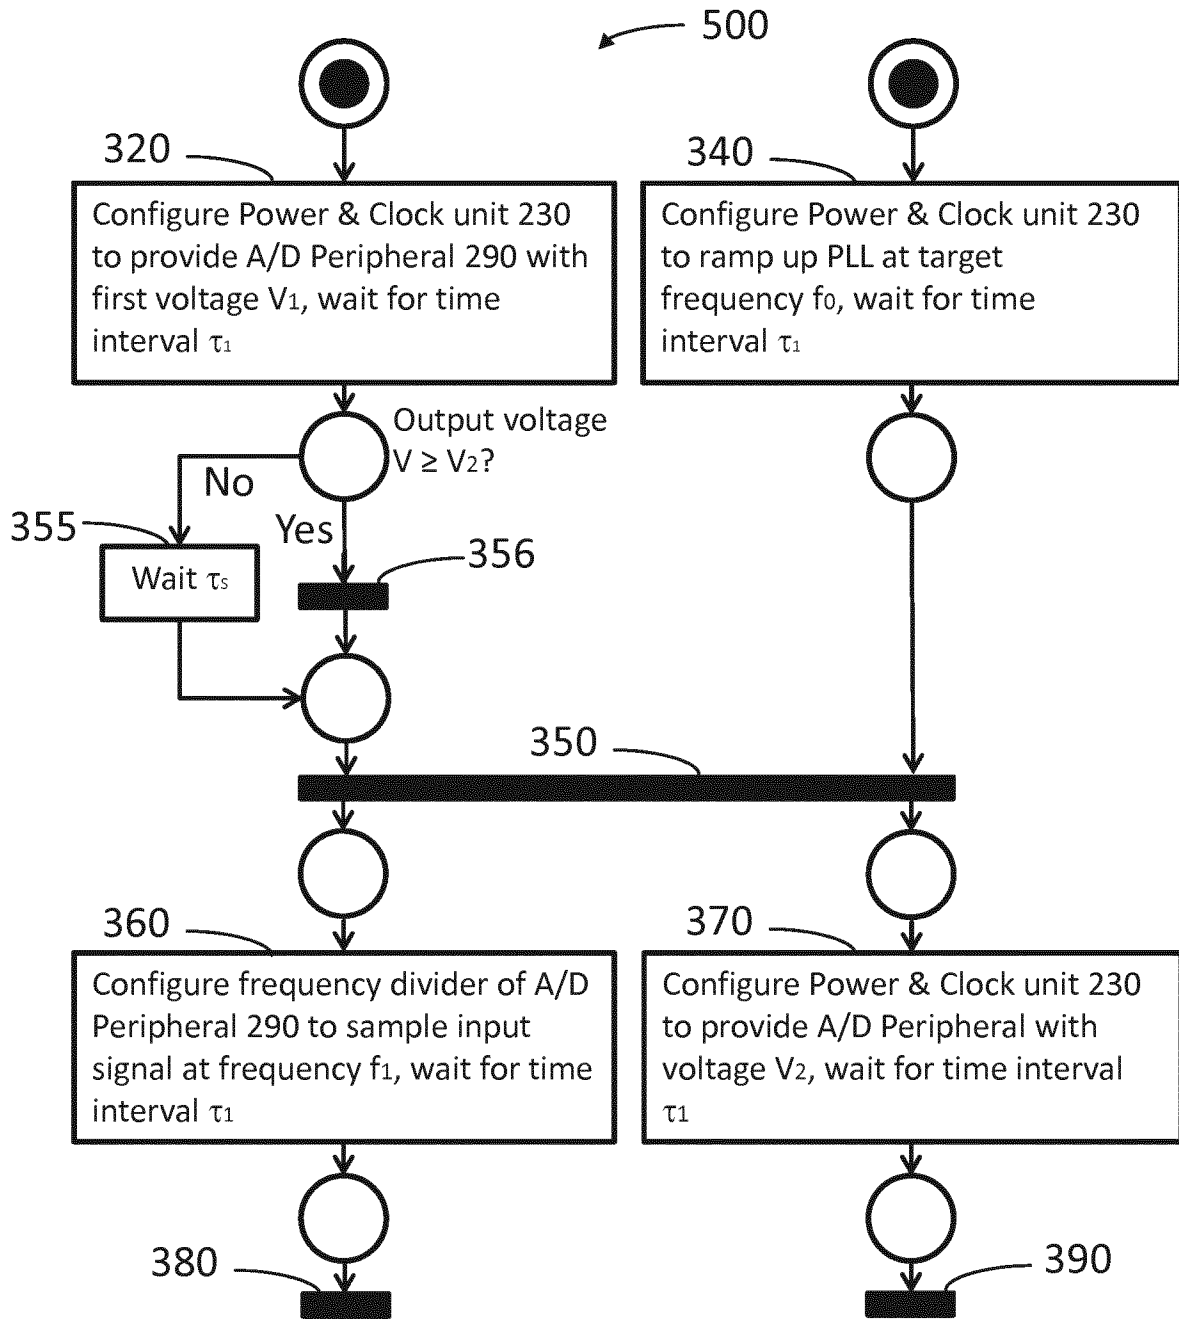 500
320
340
Configure Power & Clock unit 230
to provide A/D Peripheral 290 with
first voltage V1, wait for time
interval τ1
Configure Power & Clock unit 230
to ramp up PLL at target
frequency f0, wait for time
interval τ1
Output voltage
V ≥ V2?
No
Yes
355
356
Wait τs
350
360
370
Configure frequency divider of A/D
Peripheral 290 to sample input
signal at frequency f1, wait for time
interval τ1
Configure Power & Clock unit 230
to provide A/D Peripheral with
voltage V2, wait for time interval
τ1
380
390